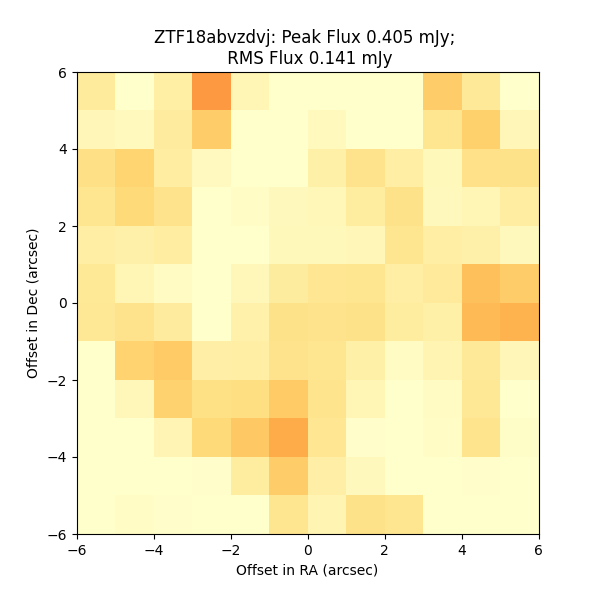 ZTF18abvzdvj: Peak Flux 0.405 mJy;
RMS Flux 0.141 mJy
6
4
2
0
−2
−4
−6
Offset in Dec (arcsec)
−6 −4 −2 0 2 4 6
Offset in RA (arcsec)